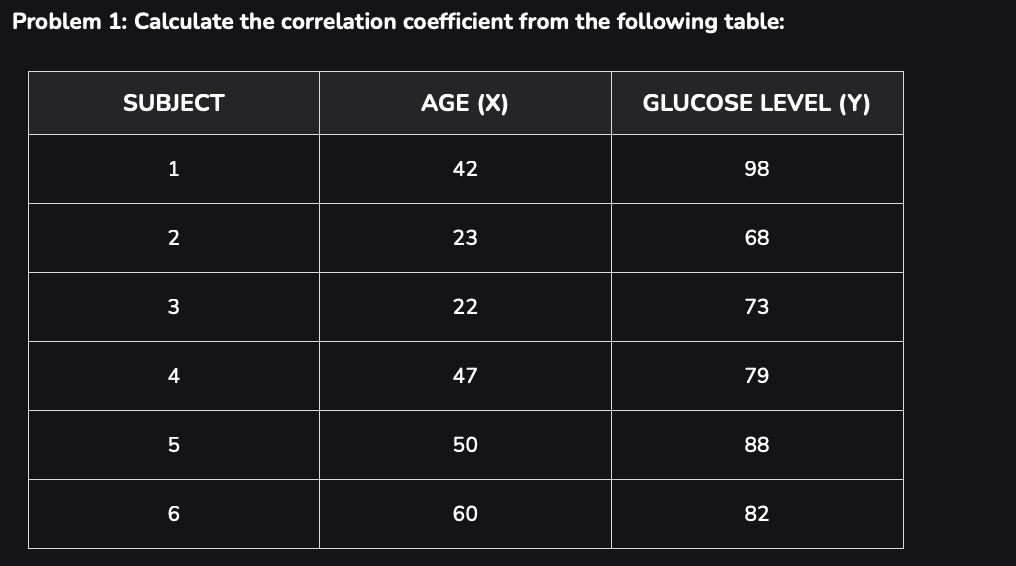 Problem 1: Calculate the correlation coefficient from the following table:
SUBJECT AGE (X) GLUCOSE LEVEL (Y)
1 42 98
2 23 68
3 22 73
4 47 79
5 50 88
6 60 82